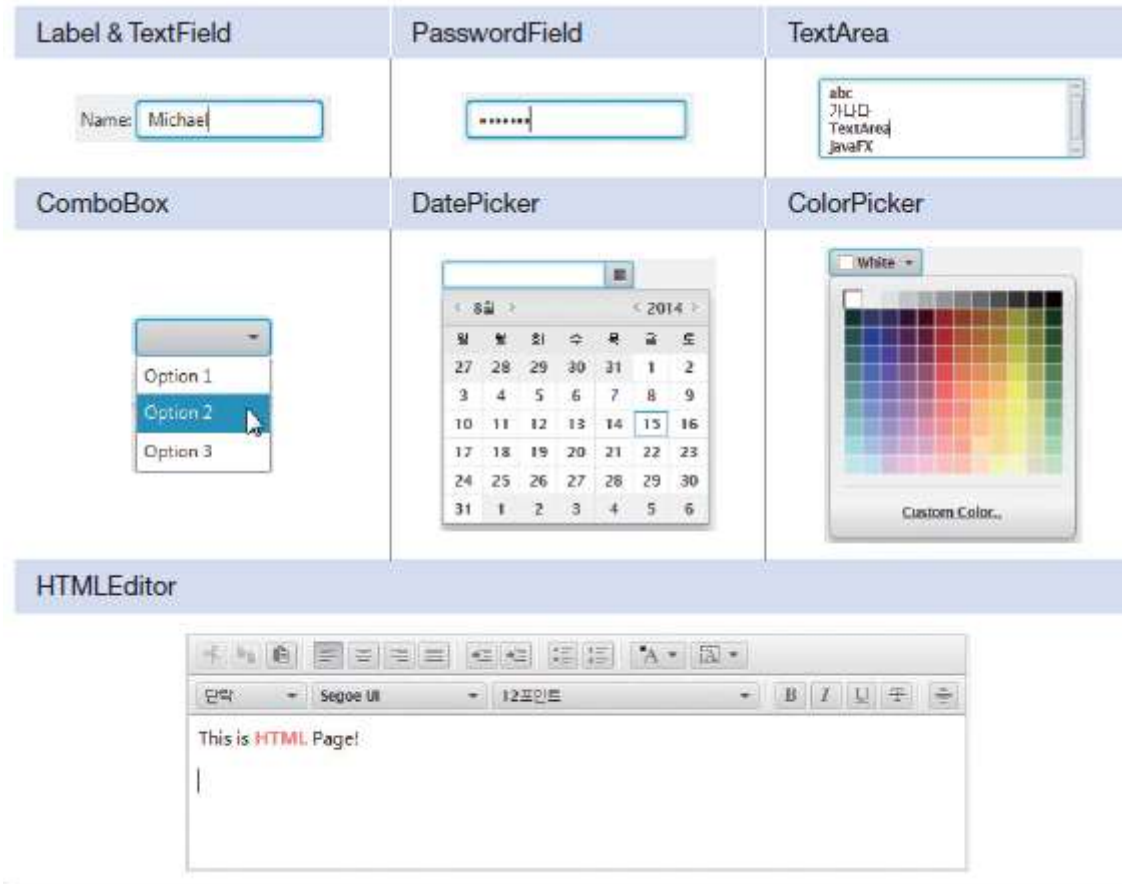 Label & TextField
PasswordField
TextArea
Name: Michael
abc
가나다
TextArea
JavaFX
ComboBox
DatePicker
ColorPicker
Option 1
Option 2
Option 3
< 8월 > < 2014 >
일 월 화 수 목 금 토
27 28 29 30 31 1 2
3 4 5 6 7 8 9
10 11 12 13 14 15 16
17 18 19 20 21 22 23
24 25 26 27 28 29 30
31 1 2 3 4 5 6
White
Custom Color...
HTMLEditor
A A
단락 Segoe UI 12포인트 B I U T
This is HTML Page!